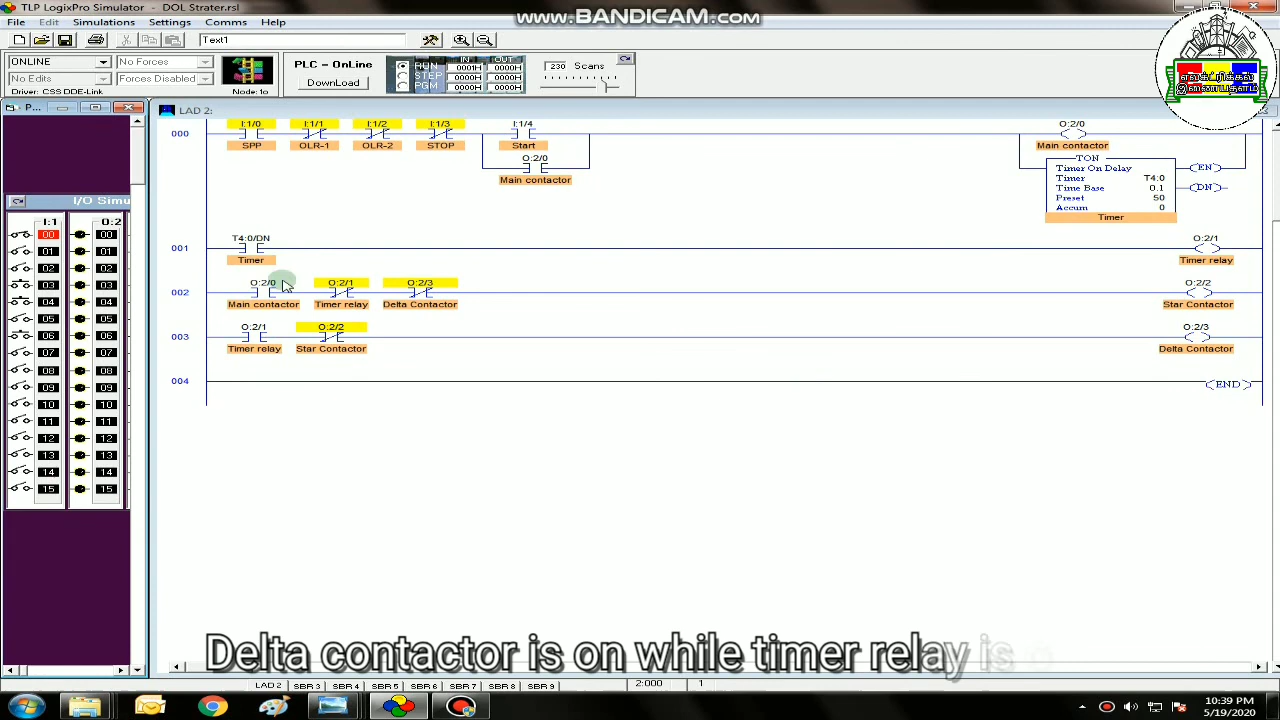 TLP LogixPro Simulator - DOL Strater.rsl
www.BANDICAM.com
File Edit Simulations Comms Help
Text1
ONLINE No Forces
No Edits Forces Disabled
Driver: CSS DDE-Link Node: 1o
PLC - OnLine
DownLoad
RUN
STEP
PGM
IN OUT
0000H 0000H
0000H 0000H
0000H 0000H
230 Scans
எலக்ட்ரிக்கல்
இணையதளம்
P...
LAD 2:
I/O Simu
I:1 O:2
00 00
01 01
02 02
03 03
04 04
05 05
06 06
07 07
08 08
09 09
10 10
11 11
12 12
13 13
14 14
15 15
000
I:1/0 I:1/1 I:1/2 I:1/3 I:1/4 O:2/0
SPP OLR-1 OLR-2 STOP Start Main contactor
O:2/0
Main contactor
TON
Timer On Delay EN
Timer T4:0
Time Base 0.1 DN
Preset 50
Accum 0
Timer
T4:0/DN O:2/1
001
Timer Timer relay
O:2/0 O:2/1 O:2/3 O:2/2
002
Main contactor Timer relay Delta Contactor Star Contactor
O:2/1 O:2/2 O:2/3
003
Timer relay Star Contactor Delta Contactor
004 END
Delta contactor is on while timer relay is
LAD 2 SBR 3 SBR 4 SBR 5 SBR 6 SBR 7 SBR 8 SBR 9
2:000 1
10:39 PM
5/19/2020